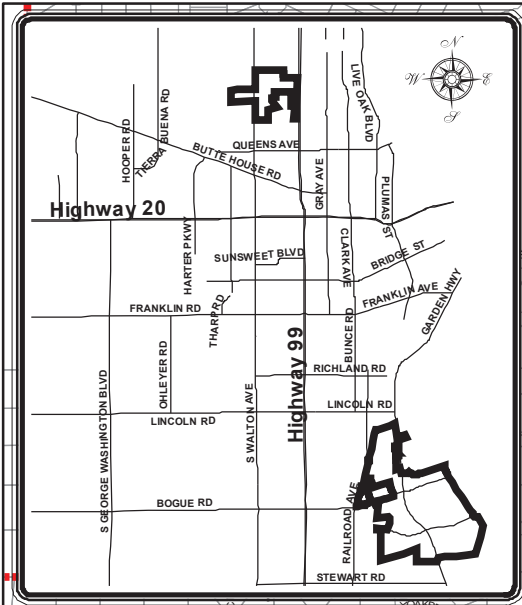 N
W
E
S
LIVE OAK BLVD
HOOPER RD
TIERRA BUENA RD
QUEENS AVE
BUTTE HOUSE RD
GRAY AVE
PLUMAS ST
Highway 20
HARTER PKWY
SUNSWEET BLVD
CLARK AVE
BRIDGE ST
FRANKLIN AVE
GARDEN HWY
FRANKLIN RD
THARP RD
BUNCE RD
Highway 99
OHLEYER RD
RICHLAND RD
S GEORGE WASHINGTON BLVD
S WALTON AVE
LINCOLN RD
LINCOLN RD
BOGUE RD
RAILROAD AVE
STEWART RD